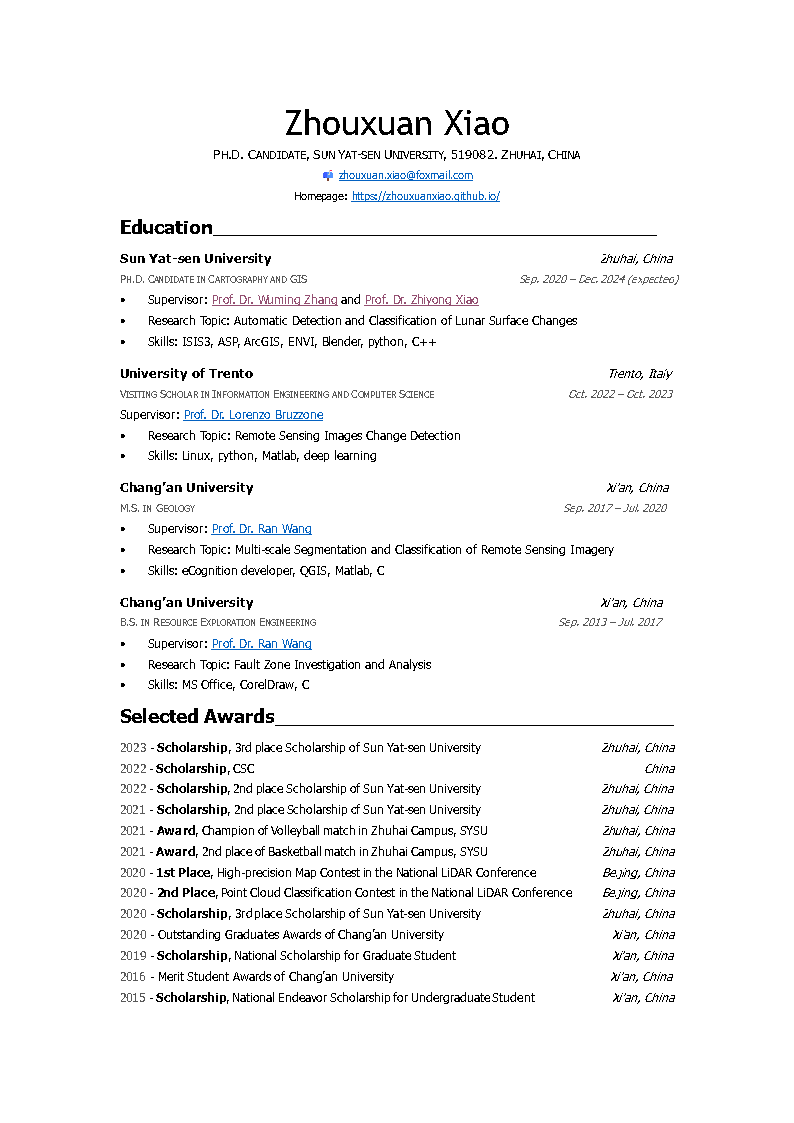 Zhouxuan Xiao
PH.D. CANDIDATE, SUN YAT-SEN UNIVERSITY, 519082. ZHUHAI, CHINA
zhouxuan.xiao@foxmail.com
Homepage: https://zhouxuanxiao.github.io/
Education
Sun Yat-sen University Zhuhai, China
PH.D. CANDIDATE IN CARTOGRAPHY AND GIS Sep. 2020 – Dec. 2024 (expected)
• Supervisor: Prof. Dr. Wuming Zhang and Prof. Dr. Zhiyong Xiao
• Research Topic: Automatic Detection and Classification of Lunar Surface Changes
• Skills: ISIS3, ASP, ArcGIS, ENVI, Blender, python, C++
University of Trento Trento, Italy
VISITING SCHOLAR IN INFORMATION ENGINEERING AND COMPUTER SCIENCE Oct. 2022 – Oct. 2023
Supervisor: Prof. Dr. Lorenzo Bruzzone
• Research Topic: Remote Sensing Images Change Detection
• Skills: Linux, python, Matlab, deep learning
Chang’an University Xi’an, China
M.S. IN GEOLOGY Sep. 2017 – Jul. 2020
• Supervisor: Prof. Dr. Ran Wang
• Research Topic: Multi-scale Segmentation and Classification of Remote Sensing Imagery
• Skills: eCognition developer, QGIS, Matlab, C
Chang’an University Xi’an, China
B.S. IN RESOURCE EXPLORATION ENGINEERING Sep. 2013 – Jul. 2017
• Supervisor: Prof. Dr. Ran Wang
• Research Topic: Fault Zone Investigation and Analysis
• Skills: MS Office, CorelDraw, C
Selected Awards
2023 - Scholarship, 3rd place Scholarship of Sun Yat-sen University Zhuhai, China
2022 - Scholarship, CSC China
2022 - Scholarship, 2nd place Scholarship of Sun Yat-sen University Zhuhai, China
2021 - Scholarship, 2nd place Scholarship of Sun Yat-sen University Zhuhai, China
2021 - Award, Champion of Volleyball match in Zhuhai Campus, SYSU Zhuhai, China
2021 - Award, 2nd place of Basketball match in Zhuhai Campus, SYSU Zhuhai, China
2020 - 1st Place, High-precision Map Contest in the National LiDAR Conference Beijing, China
2020 - 2nd Place, Point Cloud Classification Contest in the National LiDAR Conference Beijing, China
2020 - Scholarship, 3rd place Scholarship of Sun Yat-sen University Zhuhai, China
2020 - Outstanding Graduates Awards of Chang’an University Xi’an, China
2019 - Scholarship, National Scholarship for Graduate Student Xi’an, China
2016 - Merit Student Awards of Chang’an University Xi’an, China
2015 - Scholarship, National Endeavor Scholarship for Undergraduate Student Xi’an, China